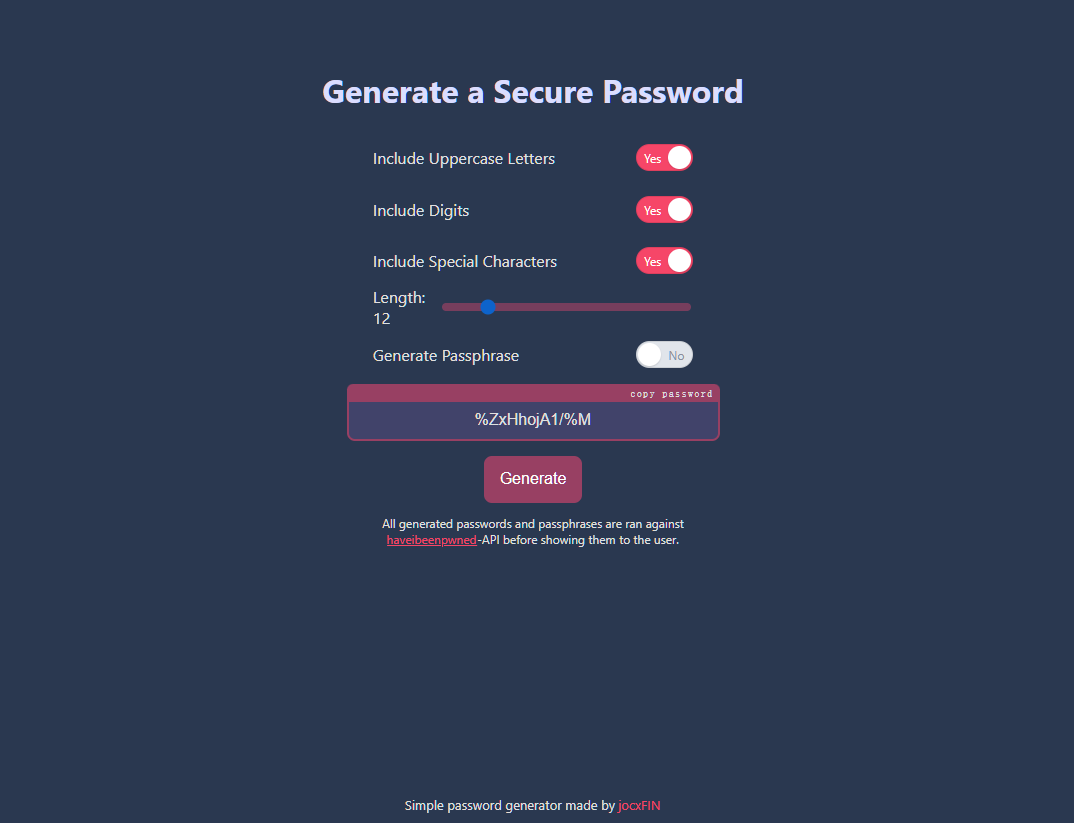 Generate a Secure Password
Include Uppercase Letters Yes
Include Digits Yes
Include Special Characters Yes
Length:
12
Generate Passphrase No
copy password
%ZxHhojA1/%M
Generate
All generated passwords and passphrases are ran against
haveibeenpwned-API before showing them to the user.
Simple password generator made by jocxFIN